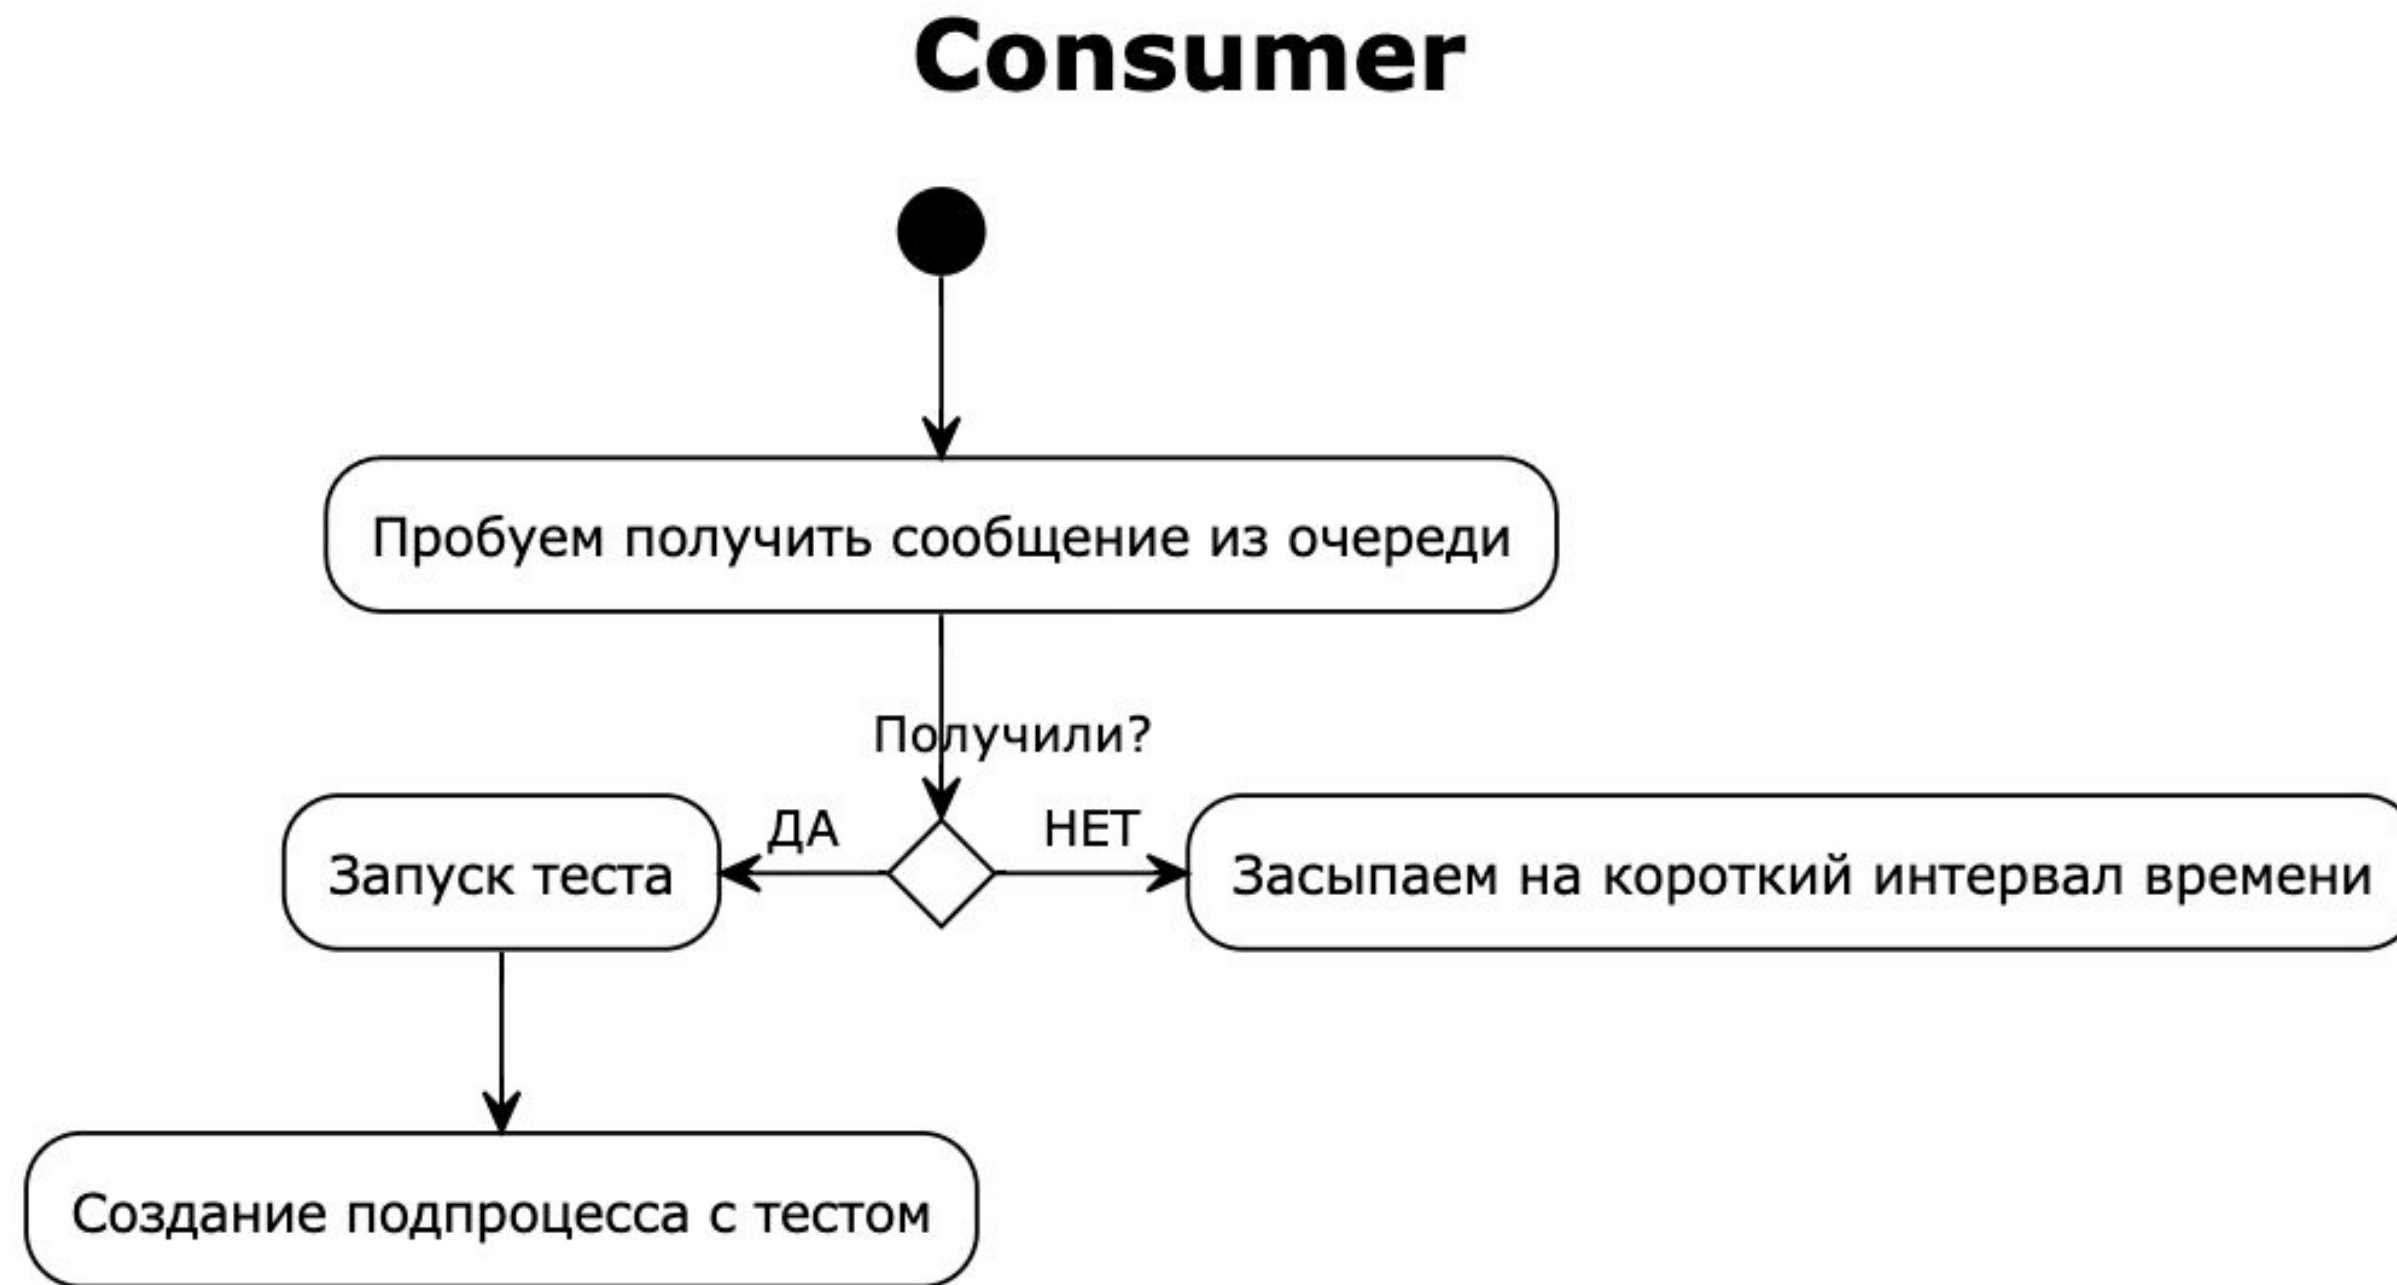 Consumer
Пробуем получить сообщение из очереди
Получили?
ДА
НЕТ
Запуск теста
Засыпаем на короткий интервал времени
Создание подпроцесса с тестом